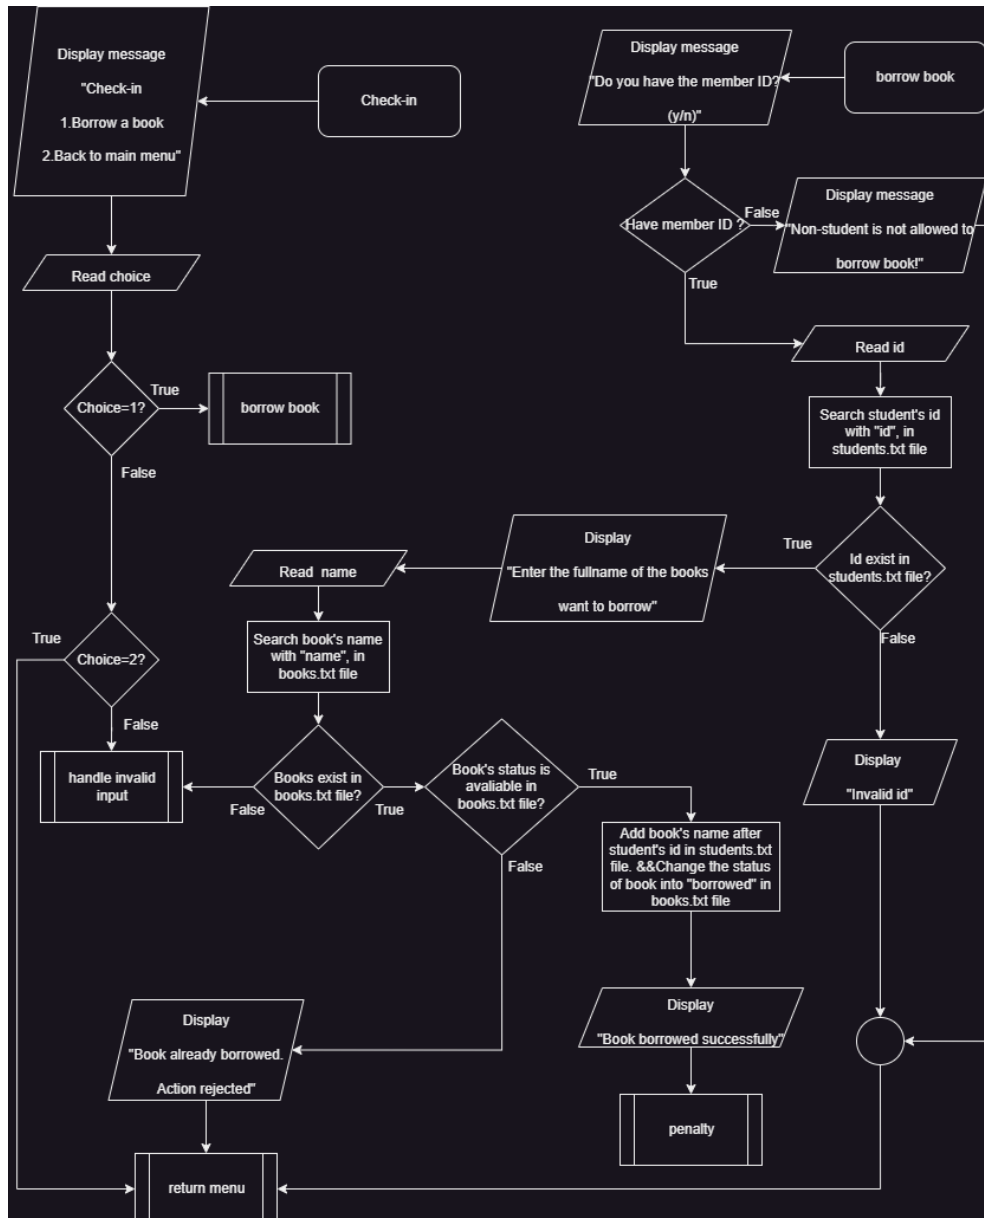 Display message
"Check-in
1.Borrow a book
2.Back to main menu"
Check-in
Read choice
Choice=1?
True
borrow book
False
Choice=2?
True
False
handle invalid
input
Display message
"Do you have the member ID?
(y/n)"
borrow book
Have member ID ?
False
Display message
"Non-student is not allowed to
borrow book!"
True
Read id
Search student's id
with "id", in
students.txt file
Id exist in
students.txt file?
True
False
Display
"Enter the fullname of the books
want to borrow"
Read name
Search book's name
with "name", in
books.txt file
Books exist in
books.txt file?
False
True
Book's status is
avaliable in
books.txt file?
True
False
Add book's name after
student's id in students.txt
file. &&Change the status
of book into "borrowed" in
books.txt file
Display
"Book borrowed successfully"
penalty
Display
"Invalid id"
Display
"Book already borrowed.
Action rejected"
return menu